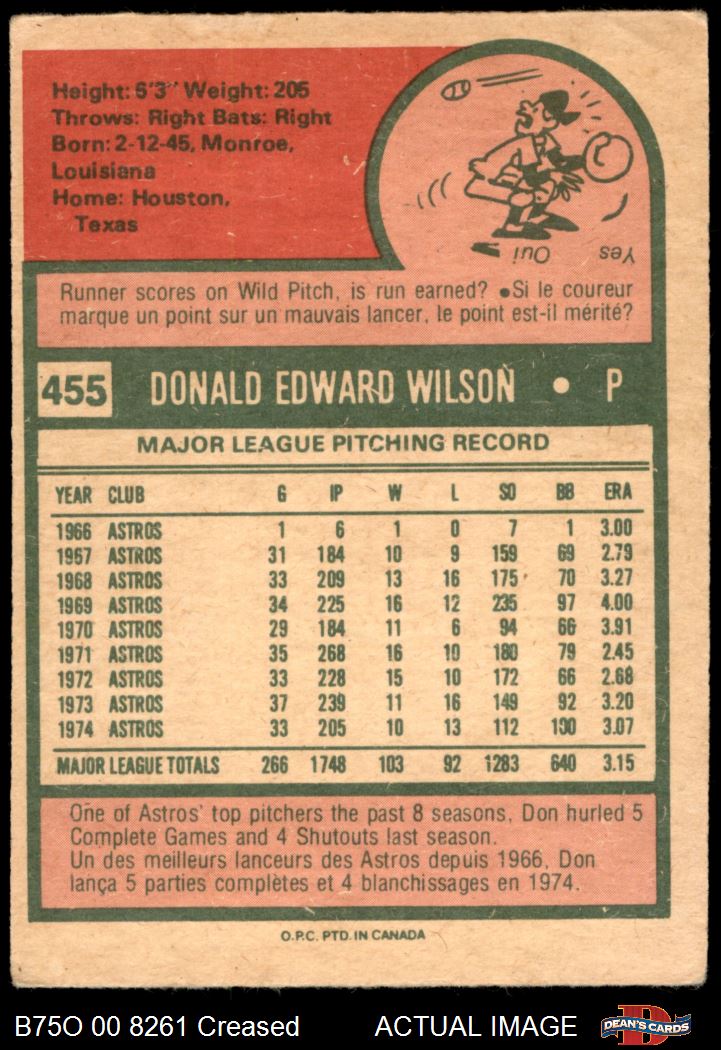 Height: 6'3" Weight: 205
Throws: Right Bats: Right
Born: 2-12-45, Monroe,
Louisiana
Home: Houston,
Texas
Oui Yes
Runner scores on Wild Pitch, is run earned? • Si le coureur
marque un point sur un mauvais lancer, le point est-il mérité?
455 DONALD EDWARD WILSON • P
MAJOR LEAGUE PITCHING RECORD
YEAR CLUB G IP W L SO BB ERA
1966 ASTROS 1 6 1 0 7 1 3.00
1967 ASTROS 31 184 10 9 159 69 2.79
1968 ASTROS 33 209 13 16 175 70 3.27
1969 ASTROS 34 225 16 12 235 97 4.00
1970 ASTROS 29 184 11 6 94 66 3.91
1971 ASTROS 35 268 16 10 180 79 2.45
1972 ASTROS 33 228 15 10 172 66 2.68
1973 ASTROS 37 239 11 16 149 92 3.20
1974 ASTROS 33 205 10 13 112 100 3.07
MAJOR LEAGUE TOTALS 266 1748 103 92 1283 640 3.15
One of Astros' top pitchers the past 8 seasons, Don hurled 5
Complete Games and 4 Shutouts last season.
Un des meilleurs lanceurs des Astros depuis 1966, Don
lança 5 parties complètes et 4 blanchissages en 1974.
O.P.C. PTD. IN CANADA
B75O 00 8261 Creased ACTUAL IMAGE
D
DEAN'S CARDS